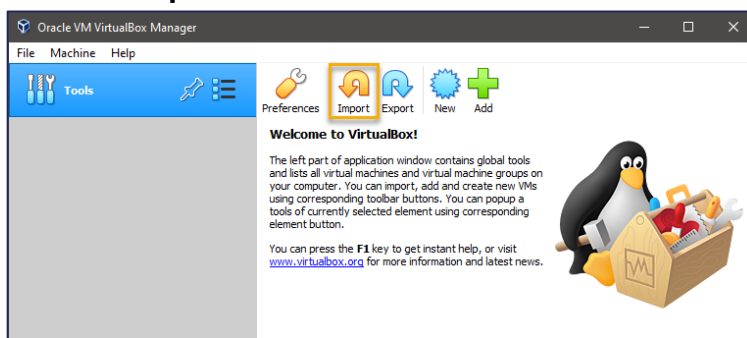 Oracle VM VirtualBox Manager
File Machine Help
Tools
Preferences Import Export New Add
Welcome to VirtualBox!
The left part of application window contains global tools
and lists all virtual machines and virtual machine groups on
your computer. You can import, add and create new VMs
using corresponding toolbar buttons. You can popup a
tools of currently selected element using corresponding
element button.
You can press the F1 key to get instant help, or visit
www.virtualbox.org for more information and latest news.